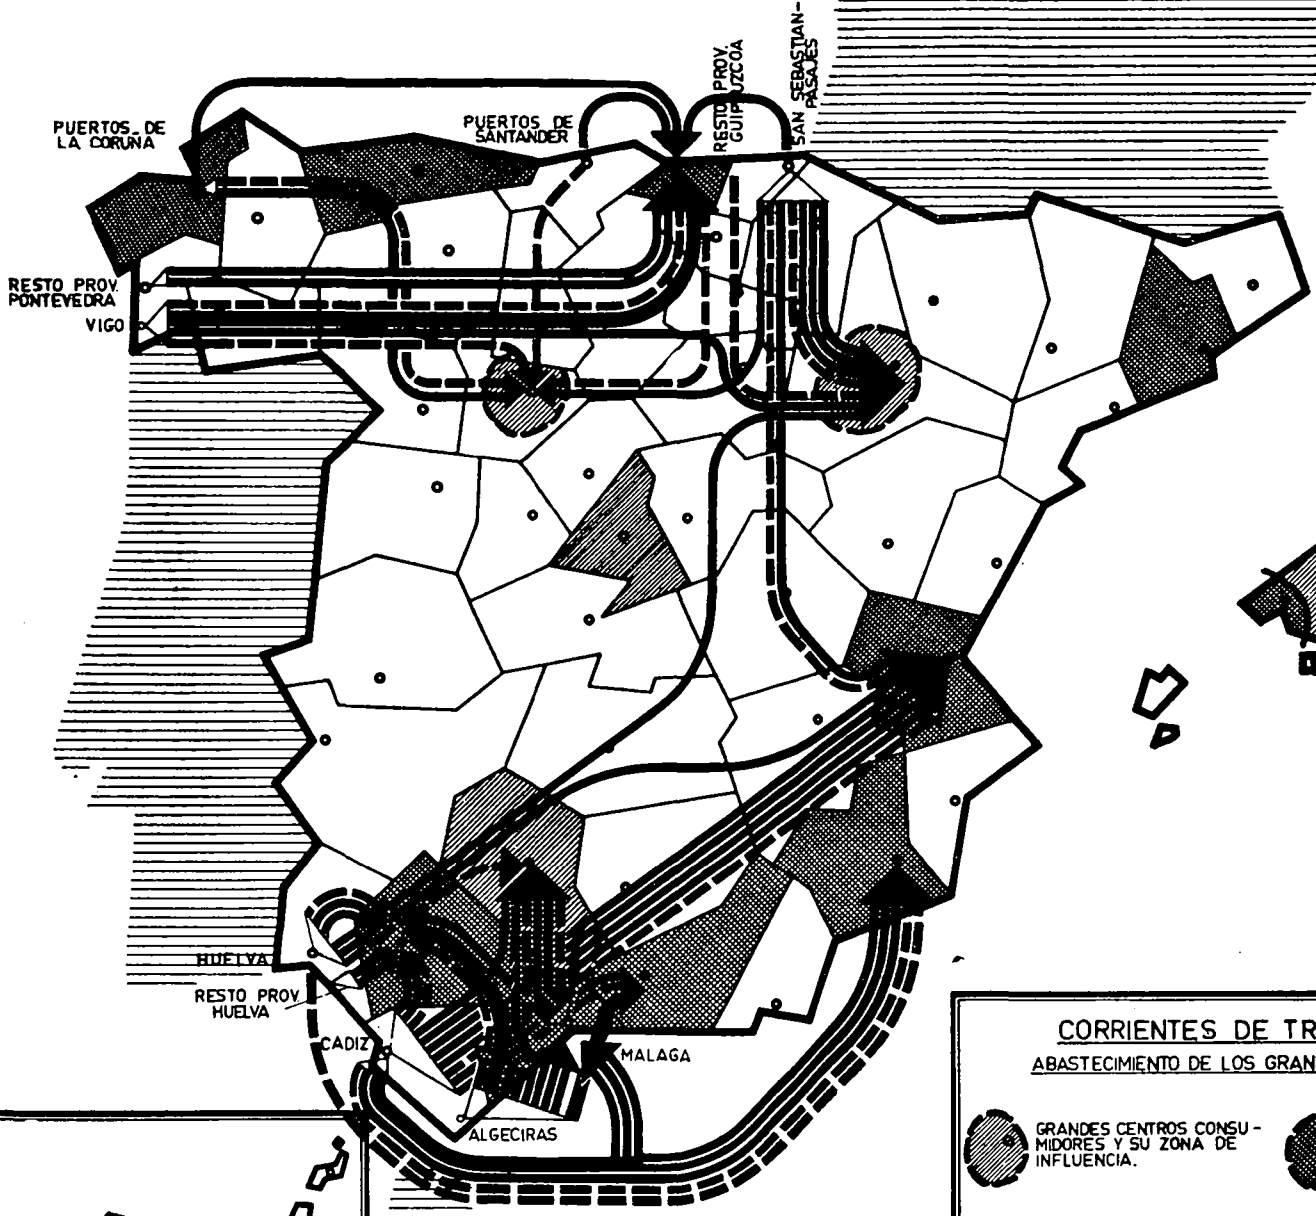 PUERTOS DE
LA CORUÑA
PUERTOS DE
SANTANDER
RESTO PROV.
GUIPUZCOA
SAN SEBASTIAN-
PASAJES
RESTO PROV.
PONTEVEDRA
VIGO
HUELVA
RESTO PROV.
HUELVA
CADIZ
MALAGA
ALGECIRAS
CORRIENTES DE TR
ABASTECIMIENTO DE LOS GRAN
GRANDES CENTROS CONSU-
MIDORES Y SU ZONA DE
INFLUENCIA.